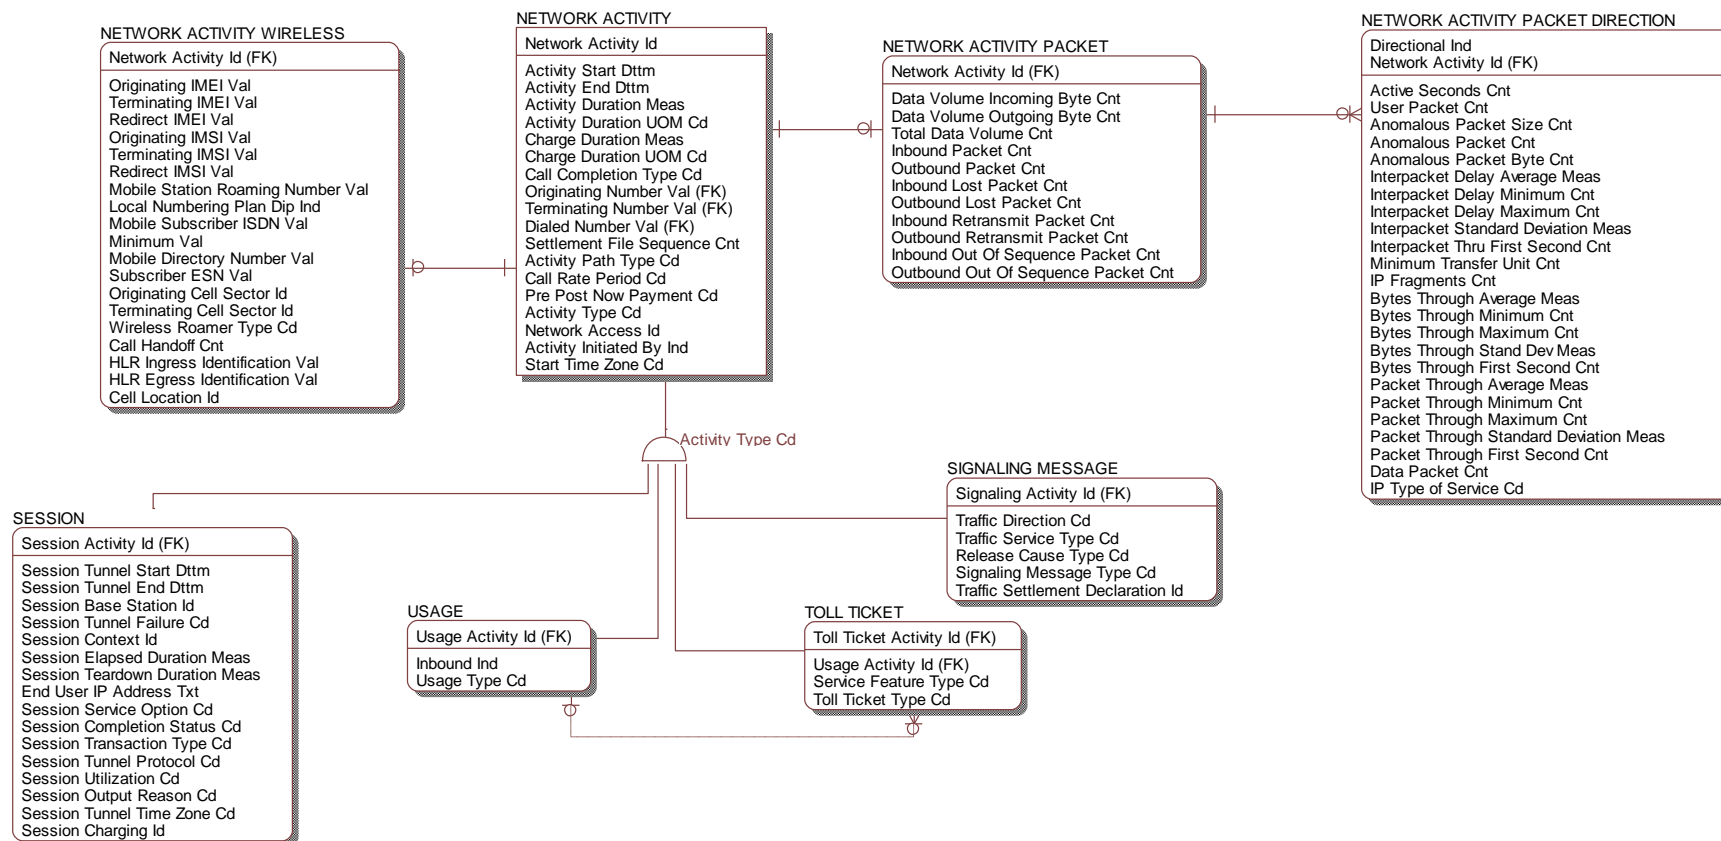 NETWORK ACTIVITY WIRELESS
Network Activity Id (FK)
Originating IMEI Val
Terminating IMEI Val
Redirect IMEI Val
Originating IMSI Val
Terminating IMSI Val
Redirect IMSI Val
Mobile Station Roaming Number Val
Local Numbering Plan Dip Ind
Mobile Subscriber ISDN Val
Minimum Val
Mobile Directory Number Val
Subscriber ESN Val
Originating Cell Sector Id
Terminating Cell Sector Id
Wireless Roamer Type Cd
Call Handoff Cnt
HLR Ingress Identification Val
HLR Egress Identification Val
Cell Location Id
NETWORK ACTIVITY
Network Activity Id
Activity Start Dttm
Activity End Dttm
Activity Duration Meas
Activity Duration UOM Cd
Charge Duration Meas
Charge Duration UOM Cd
Call Completion Type Cd
Originating Number Val (FK)
Terminating Number Val (FK)
Dialed Number Val (FK)
Settlement File Sequence Cnt
Activity Path Type Cd
Call Rate Period Cd
Pre Post Now Payment Cd
Activity Type Cd
Network Access Id
Activity Initiated By Ind
Start Time Zone Cd
NETWORK ACTIVITY PACKET
Network Activity Id (FK)
Data Volume Incoming Byte Cnt
Data Volume Outgoing Byte Cnt
Total Data Volume Cnt
Inbound Packet Cnt
Outbound Packet Cnt
Inbound Lost Packet Cnt
Outbound Lost Packet Cnt
Inbound Retransmit Packet Cnt
Outbound Retransmit Packet Cnt
Inbound Out Of Sequence Packet Cnt
Outbound Out Of Sequence Packet Cnt
NETWORK ACTIVITY PACKET DIRECTION
Directional Ind
Network Activity Id (FK)
Active Seconds Cnt
User Packet Cnt
Anomalous Packet Size Cnt
Anomalous Packet Cnt
Anomalous Packet Byte Cnt
Interpacket Delay Average Meas
Interpacket Delay Minimum Cnt
Interpacket Delay Maximum Cnt
Interpacket Standard Deviation Meas
Interpacket Thru First Second Cnt
Minimum Transfer Unit Cnt
IP Fragments Cnt
Bytes Through Average Meas
Bytes Through Minimum Cnt
Bytes Through Maximum Cnt
Bytes Through Stand Dev Meas
Bytes Through First Second Cnt
Packet Through Average Meas
Packet Through Minimum Cnt
Packet Through Maximum Cnt
Packet Through Standard Deviation Meas
Packet Through First Second Cnt
Data Packet Cnt
IP Type of Service Cd
Activity Type Cd
SESSION
Session Activity Id (FK)
Session Tunnel Start Dttm
Session Tunnel End Dttm
Session Base Station Id
Session Tunnel Failure Cd
Session Context Id
Session Elapsed Duration Meas
Session Teardown Duration Meas
End User IP Address Txt
Session Service Option Cd
Session Completion Status Cd
Session Transaction Type Cd
Session Tunnel Protocol Cd
Session Utilization Cd
Session Output Reason Cd
Session Tunnel Time Zone Cd
Session Charging Id
USAGE
Usage Activity Id (FK)
Inbound Ind
Usage Type Cd
TOLL TICKET
Toll Ticket Activity Id (FK)
Usage Activity Id (FK)
Service Feature Type Cd
Toll Ticket Type Cd
SIGNALING MESSAGE
Signaling Activity Id (FK)
Traffic Direction Cd
Traffic Service Type Cd
Release Cause Type Cd
Signaling Message Type Cd
Traffic Settlement Declaration Id